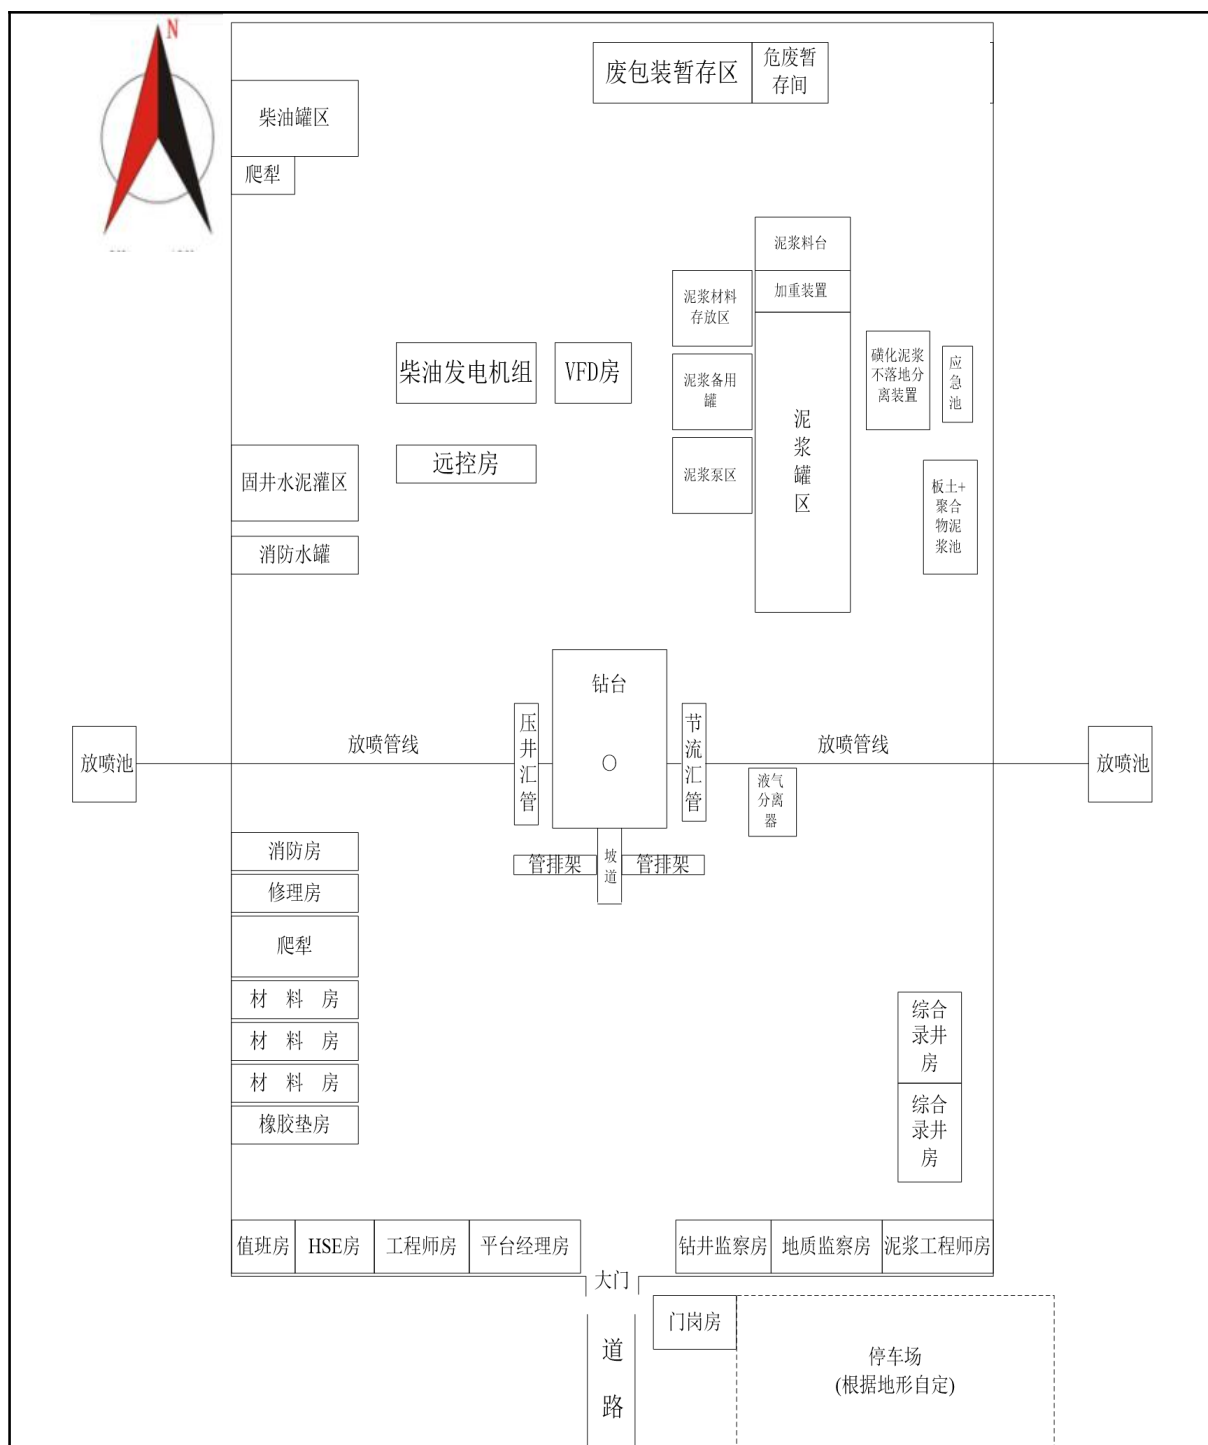 N
废包装暂存区
危废暂
存间
柴油罐区
爬犁
泥浆料台
加重装置
泥浆材料
存放区
磺化泥浆
不落地分
离装置
应
急
池
柴油发电机组
VFD房
泥浆备用
罐
泥
浆
罐
区
远控房
固井水泥灌区
泥浆泵区
板土+
聚合
物泥
浆池
消防水罐
钻台
压
井
汇
管
节
流
汇
管
放喷管线
放喷管线
放喷池
放喷池
液气
分离
器
消防房
管排架
坡
道
管排架
修理房
爬犁
材 料 房
材 料 房
材 料 房
橡胶垫房
综合
录井
房
综合
录井
房
值班房
HSE房
工程师房
平台经理房
钻井监察房
地质监察房
泥浆工程师房
大门
门岗房
道
路
停车场
(根据地形自定)